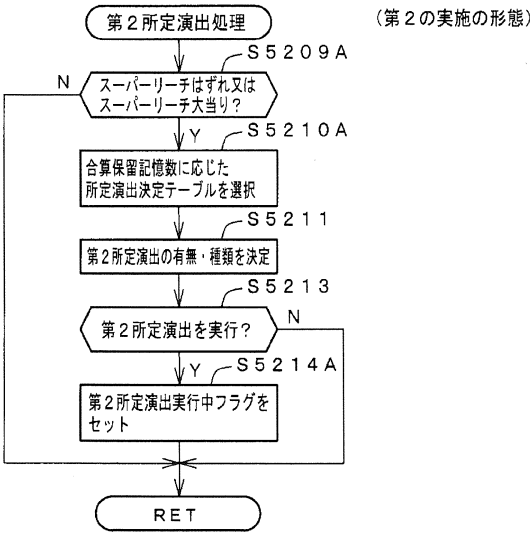 第２所定演出処理
（第２の実施の形態）
Ｓ５２０９Ａ
Ｎ
スーパーリーチはずれ又は
スーパーリーチ大当り？
Ｙ
Ｓ５２１０Ａ
合算保留記憶数に応じた
所定演出決定テーブルを選択
Ｓ５２１１
第２所定演出の有無・種類を決定
Ｓ５２１３
第２所定演出を実行？
Ｎ
Ｙ
Ｓ５２１４Ａ
第２所定演出実行中フラグを
セット
ＲＥＴ